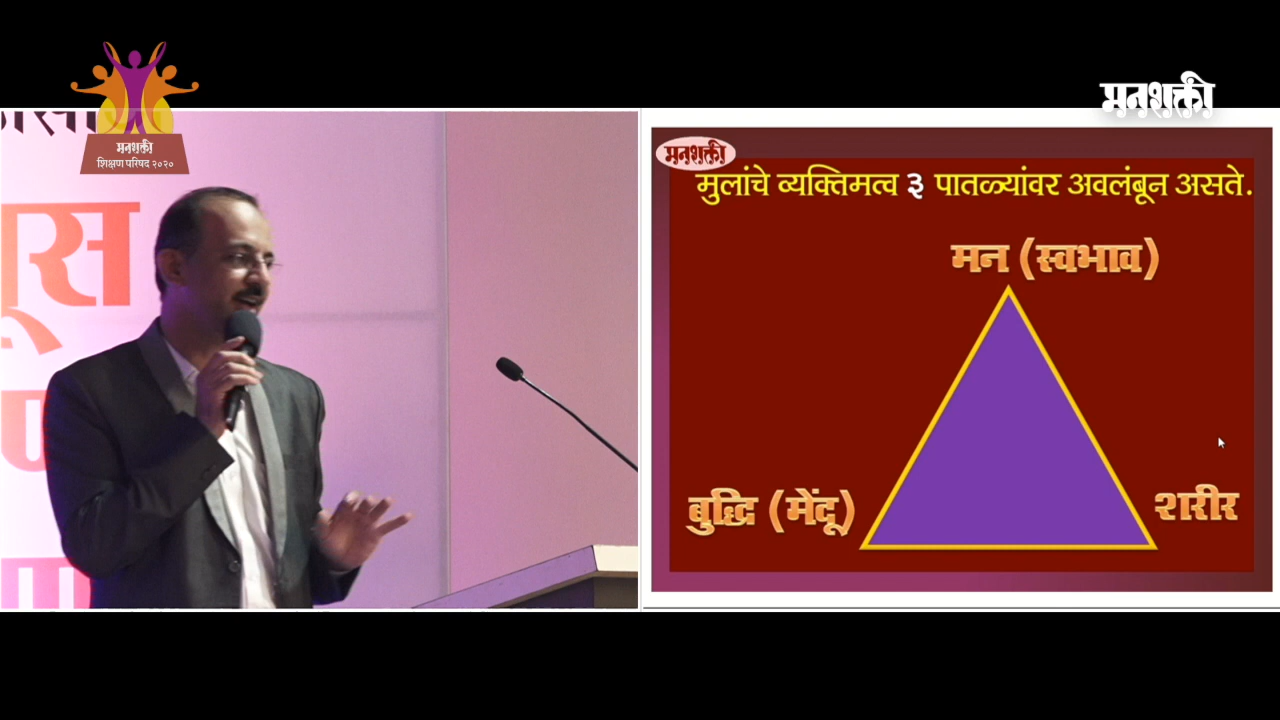 मनशक्ती
शिक्षण परिषद २०२०
मनशक्ती
मनशक्ती
मुलांचे व्यक्तिमत्व ३ पातळ्यांवर अवलंबून असते.
मन (स्वभाव)
बुद्धि (मेंदू)
शरीर